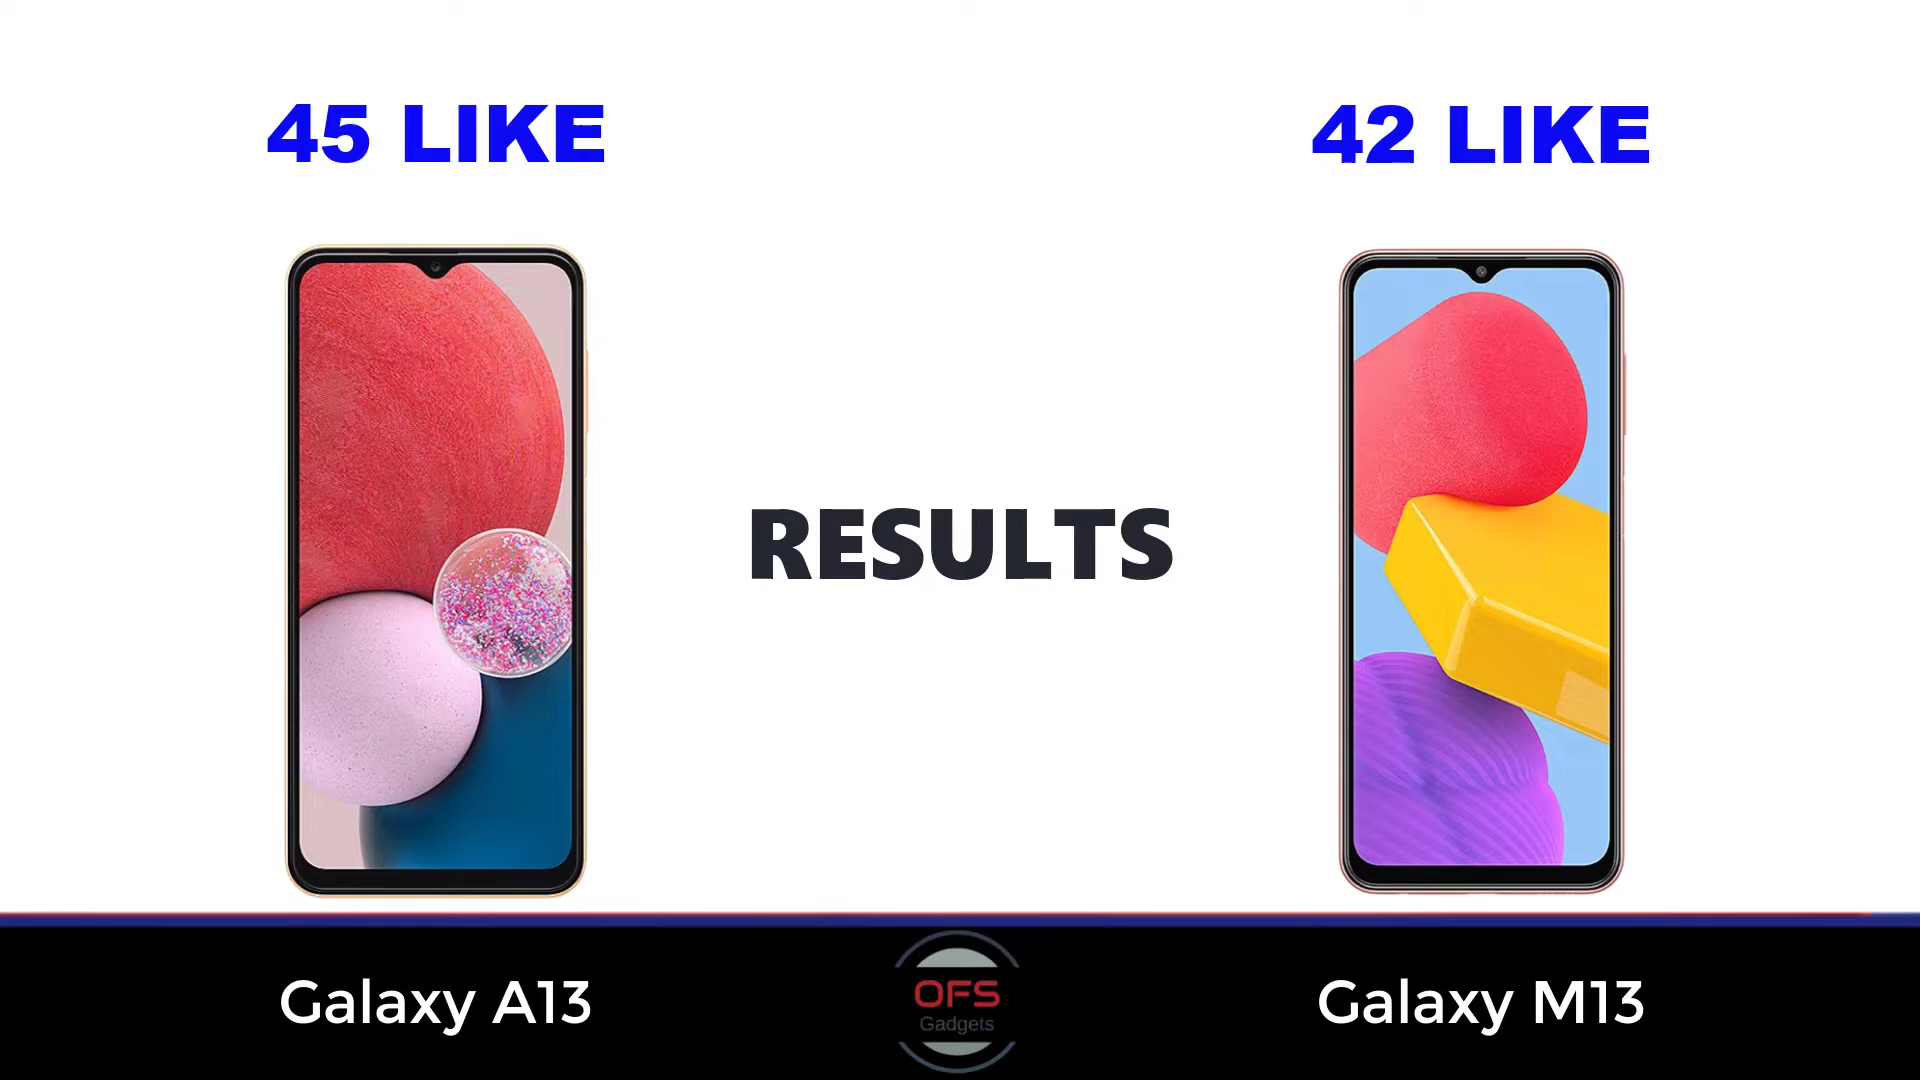 45 LIKE
42 LIKE
RESULTS
Galaxy A13
OFS
Gadgets
Galaxy M13